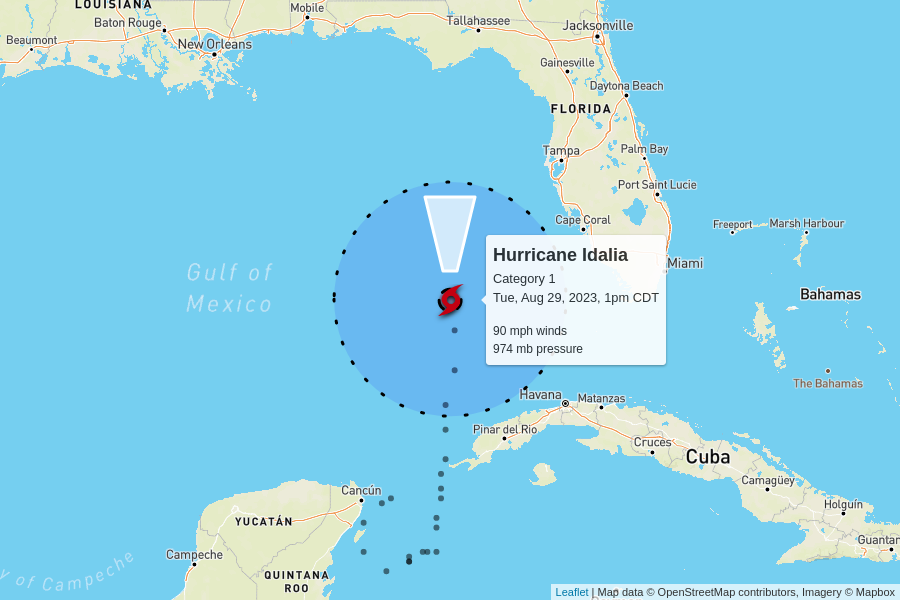 LOUISIANA
Mobile
Baton Rouge
Tallahassee
Jacksonville
Beaumont
New Orleans
Gainesville
Daytona Beach
FLORIDA
Tampa
Palm Bay
Port Saint Lucie
Cape Coral
Freeport
Marsh Harbour
Hurricane Idalia
Category 1
Tue, Aug 29, 2023, 1pm CDT
90 mph winds
974 mb pressure
Miami
Gulf of
Mexico
Bahamas
The Bahamas
Havana
Matanzas
Pinar del Rio
Cruces
Cuba
Camagüey
Cancún
Holguín
YUCATÁN
Guantan
Campeche
y of Campeche
QUINTANA
ROO
Leaflet | Map data © OpenStreetMap contributors, Imagery © Mapbox